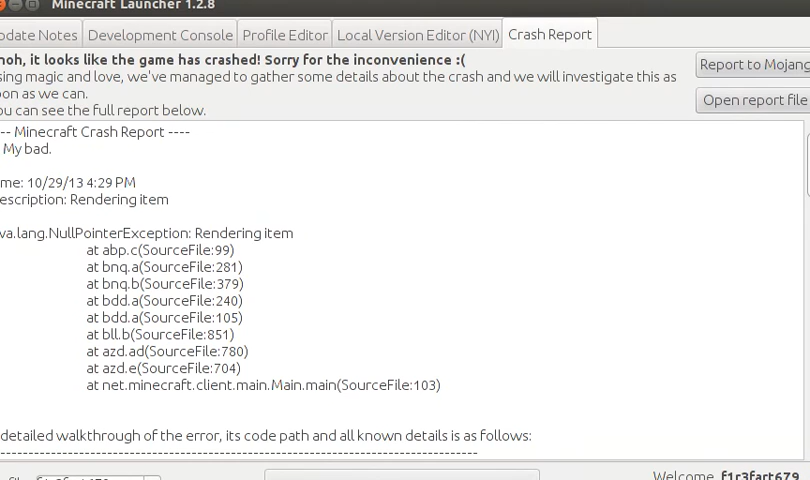 Minecraft Launcher 1.2.8
pdate Notes Development Console Profile Editor Local Version Editor (NYI) Crash Report
hoh, it looks like the game has crashed! Sorry for the inconvenience :(
sing magic and love, we've managed to gather some details about the crash and we will investigate this as
oon as we can.
ou can see the full report below.
Report to Mojang
Open report file
-- Minecraft Crash Report ----
My bad.
me: 10/29/13 4:29 PM
escription: Rendering item
va.lang.NullPointerException: Rendering item
at abp.c(SourceFile:99)
at bnq.a(SourceFile:281)
at bnq.b(SourceFile:379)
at bdd.a(SourceFile:240)
at bdd.a(SourceFile:105)
at bll.b(SourceFile:851)
at azd.ad(SourceFile:780)
at azd.e(SourceFile:704)
at net.minecraft.client.main.Main.main(SourceFile:103)
detailed walkthrough of the error, its code path and all known details is as follows:
---------------------------------------------------------------------------------------
Welcome, f1r3fart679